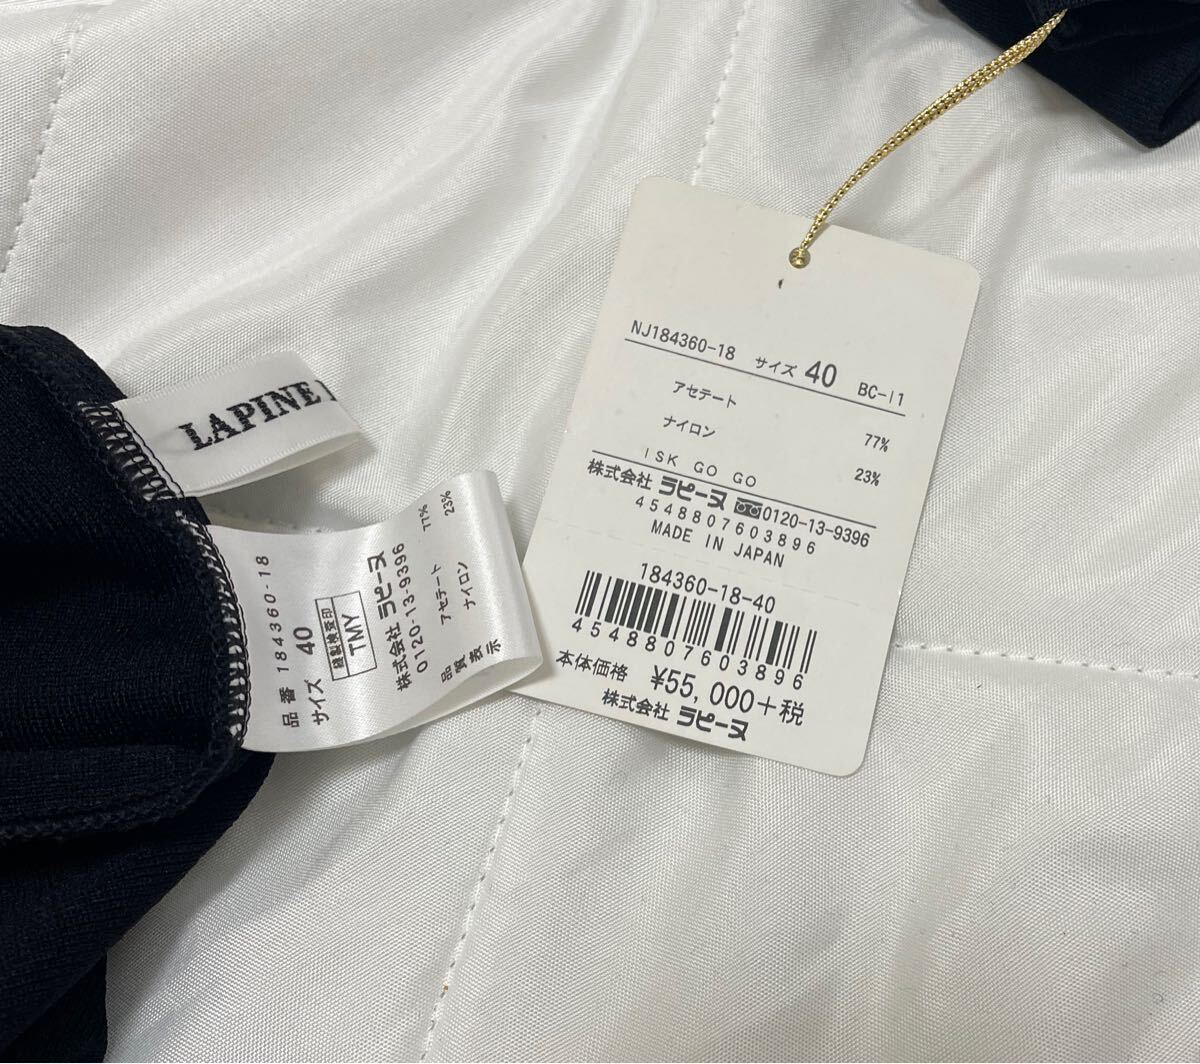 LAPINE
品番 184360-18
サイズ 40
縫製検査印
TMY
株式会社 ラピーヌ
0120-13-9396
アセテート 77%
ナイロン 23%
品質表示
NJ184360-18 サイズ 40 BC-I1
アセテート 77%
ナイロン 23%
ISK GO GO
株式会社 ラピーヌ 0120-13-9396
4548807603896
MADE IN JAPAN
184360-18-40
4548807603896
本体価格 ¥55,000+税
株式会社 ラピーヌ